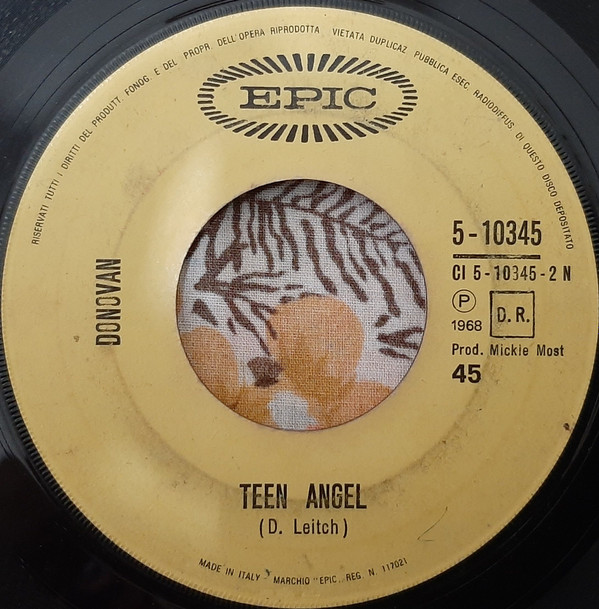 RISERVATI TUTTI I DIRITTI DEL PRODUTT. FONOG. E DEL PROPR. DELL'OPERA RIPRODOTTA VIETATA DUPLICAZ. PUBBLICA ESEC. RADIODIFFUS. DI QUESTO DISCO DEPOSITATO
EPIC
DONOVAN
5-10345
CI 5-10345-2 N
Ⓟ
1968
D.R.
Prod. Mickie Most
45
TEEN ANGEL
(D. Leitch)
MADE IN ITALY - MARCHIO "EPIC„ REG. N. 117021